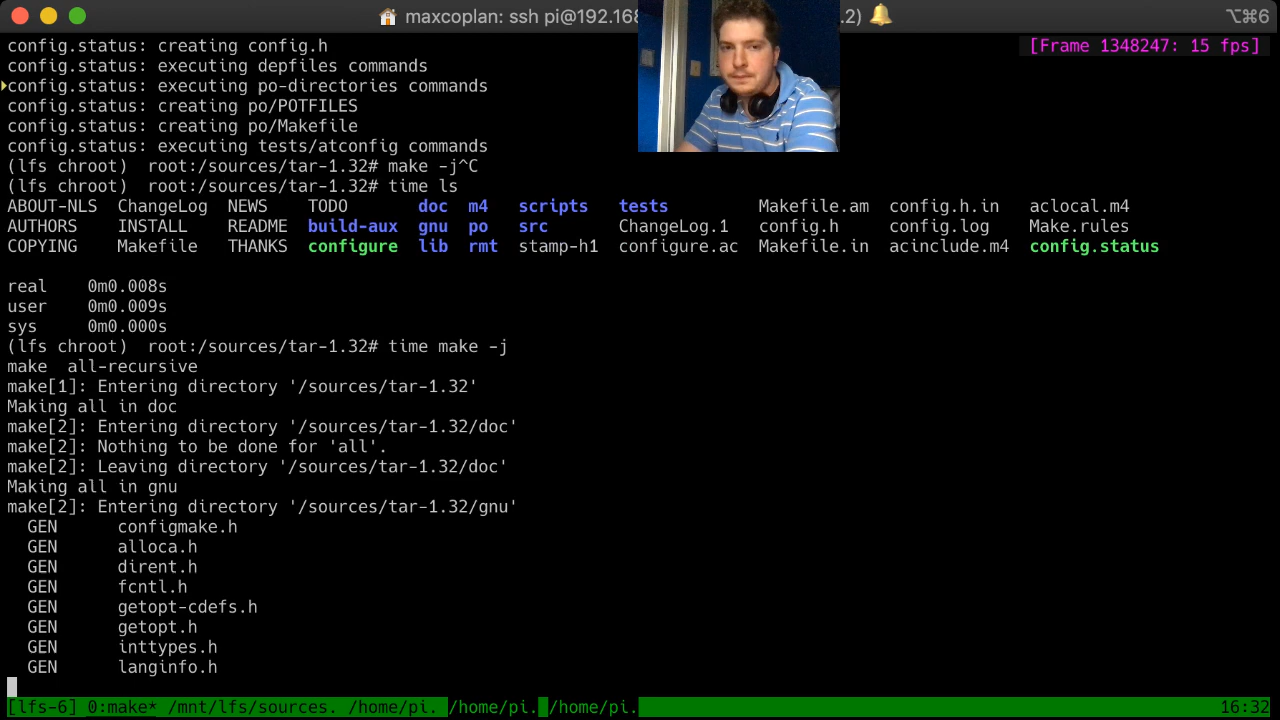 maxcoplan: ssh pi@192.168 .2) ⌥⌘6
config.status: creating config.h [Frame 1348247: 15 fps]
config.status: executing depfiles commands
config.status: executing po-directories commands
config.status: creating po/POTFILES
config.status: creating po/Makefile
config.status: executing tests/atconfig commands
(lfs chroot)  root:/sources/tar-1.32# make -j^C
(lfs chroot)  root:/sources/tar-1.32# time ls
ABOUT-NLS  ChangeLog  NEWS    TODO       doc  m4   scripts   tests         Makefile.am   config.h.in   aclocal.m4
AUTHORS    INSTALL    README  build-aux  gnu  po   src       ChangeLog.1   config.h      config.log    Make.rules
COPYING    Makefile   THANKS  configure  lib  rmt  stamp-h1  configure.ac  Makefile.in   acinclude.m4  config.status
real    0m0.008s
user    0m0.009s
sys     0m0.000s
(lfs chroot)  root:/sources/tar-1.32# time make -j
make  all-recursive
make[1]: Entering directory '/sources/tar-1.32'
Making all in doc
make[2]: Entering directory '/sources/tar-1.32/doc'
make[2]: Nothing to be done for 'all'.
make[2]: Leaving directory '/sources/tar-1.32/doc'
Making all in gnu
make[2]: Entering directory '/sources/tar-1.32/gnu'
  GEN      configmake.h
  GEN      alloca.h
  GEN      dirent.h
  GEN      fcntl.h
  GEN      getopt-cdefs.h
  GEN      getopt.h
  GEN      inttypes.h
  GEN      langinfo.h
[lfs-6] 0:make* /mnt/lfs/sources. /home/pi. /home/pi. /home/pi. 16:32